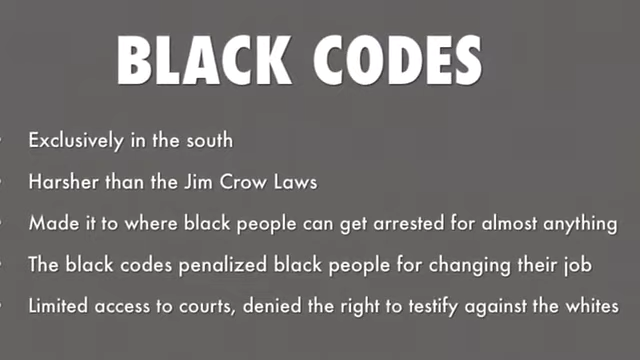 BLACK CODES
• Exclusively in the south
• Harsher than the Jim Crow Laws
• Made it to where black people can get arrested for almost anything
• The black codes penalized black people for changing their job
• Limited access to courts, denied the right to testify against the whites